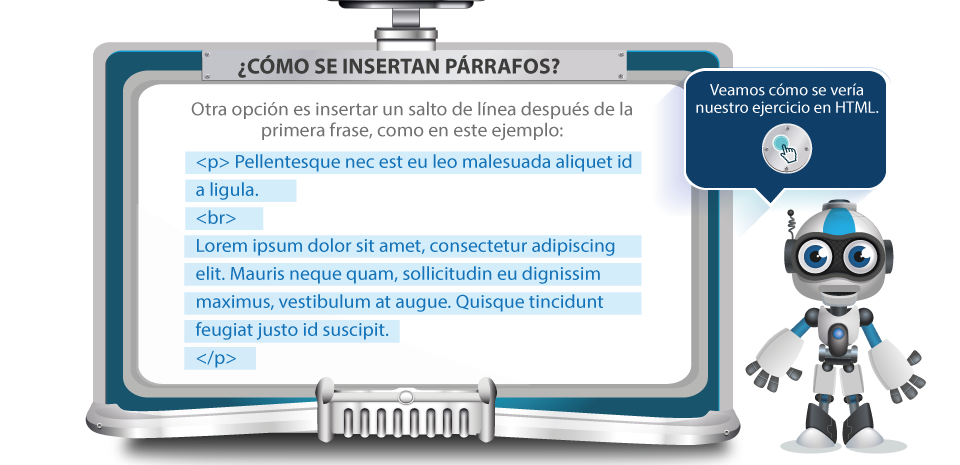 ¿CÓMO SE INSERTAN PÁRRAFOS?
Otra opción es insertar un salto de línea después de la
primera frase, como en este ejemplo:
<p> Pellentesque nec est eu leo malesuada aliquet id
a ligula.
<br>
Lorem ipsum dolor sit amet, consectetur adipiscing
elit. Mauris neque quam, sollicitudin eu dignissim
maximus, vestibulum at augue. Quisque tincidunt
feugiat justo id suscipit.
</p>
Veamos cómo se vería
nuestro ejercicio en HTML.